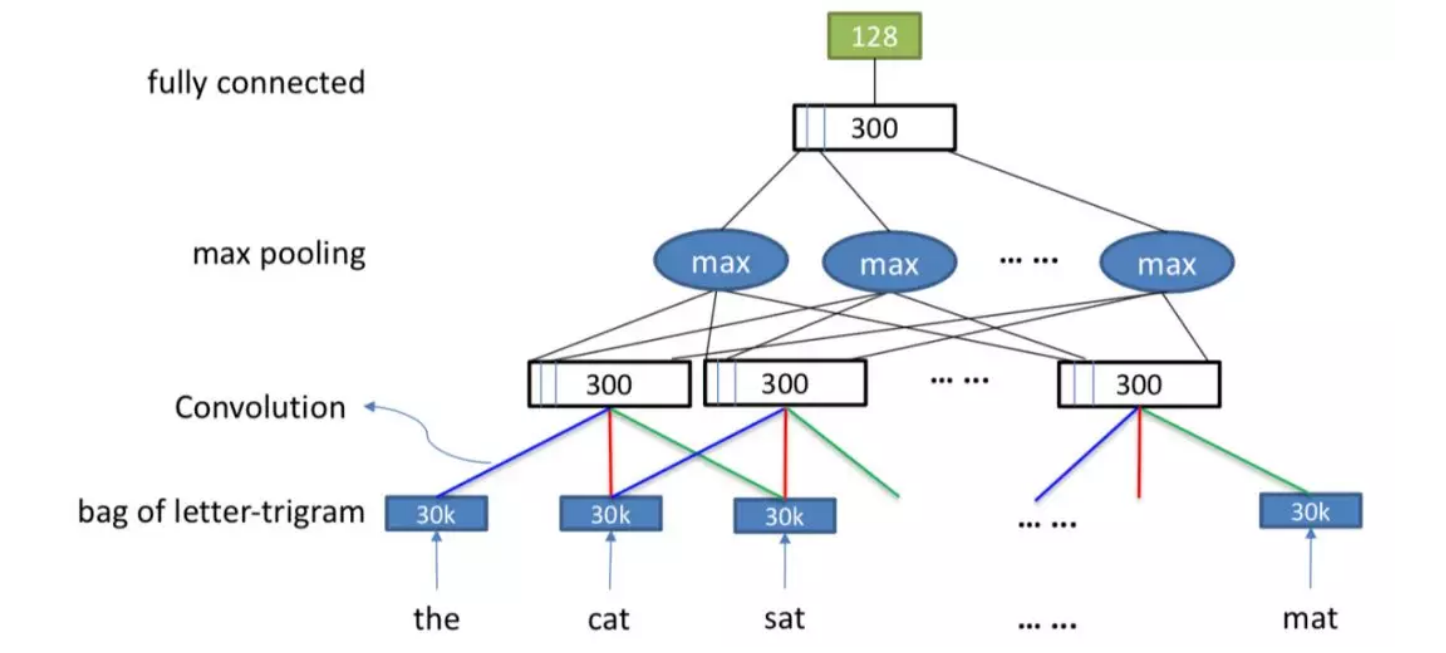 128
fully connected
300
max pooling
max max ... ... max
300 300 ... ... 300
Convolution
bag of letter-trigram
30k 30k 30k ... ... 30k
the cat sat ... ... mat